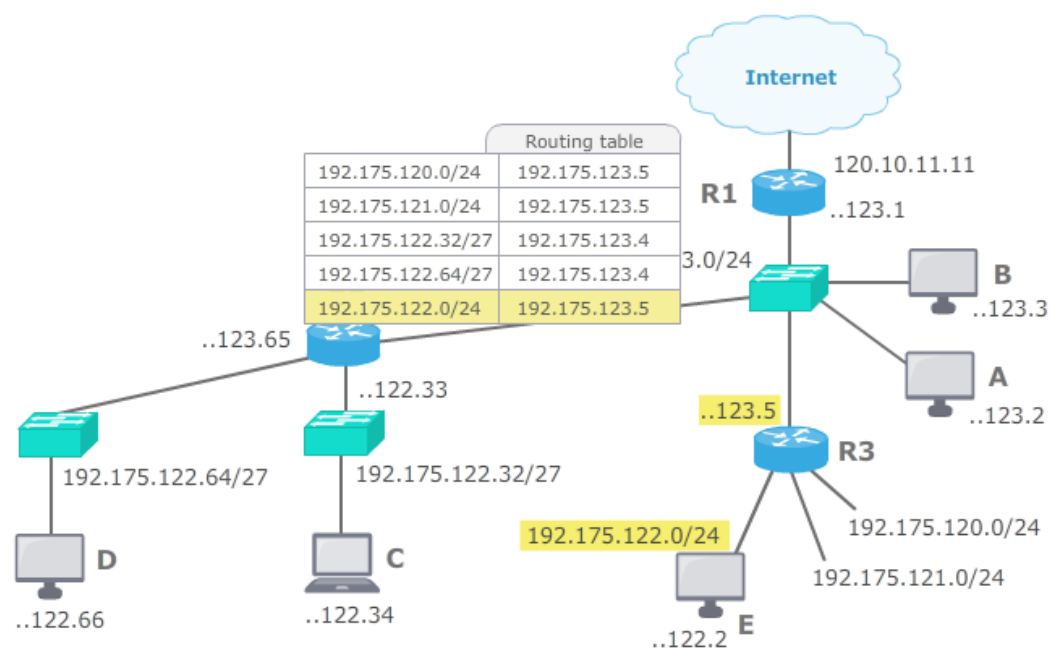 Internet
Routing table
192.175.120.0/24 192.175.123.5
192.175.121.0/24 192.175.123.5
192.175.122.32/27 192.175.123.4
192.175.122.64/27 192.175.123.4
192.175.122.0/24 192.175.123.5
120.10.11.11
R1
..123.1
3.0/24
B
..123.3
A
..123.2
..123.65
..122.33
..123.5
R3
192.175.122.64/27
192.175.122.32/27
192.175.122.0/24
192.175.120.0/24
192.175.121.0/24
D
..122.66
C
..122.34
E
..122.2